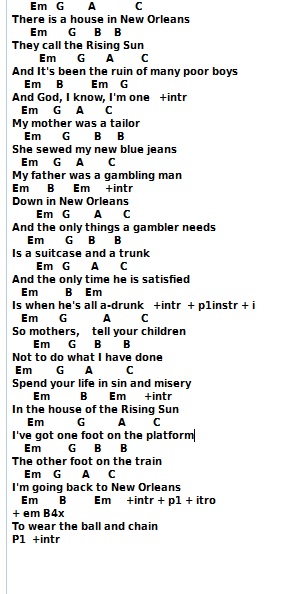 Em G A C
There is a house in New Orleans
Em G B B
They call the Rising Sun
Em G A C
And It's been the ruin of many poor boys
Em B Em G
And God, I know, I'm one +intr
Em G A C
My mother was a tailor
Em G B B
She sewed my new blue jeans
Em G A C
My father was a gambling man
Em B Em +intr
Down in New Orleans
Em G A C
And the only things a gambler needs
Em G B B
Is a suitcase and a trunk
Em G A C
And the only time he is satisfied
Em B Em
Is when he's all a-drunk +intr + p1instr + i
Em G A C
So mothers, tell your children
Em G B B
Not to do what I have done
Em G A C
Spend your life in sin and misery
Em B Em +intr
In the house of the Rising Sun
Em G A C
I've got one foot on the platform
Em G B B
The other foot on the train
Em G A C
I'm going back to New Orleans
Em B Em +intr + p1 + itro
+ em B4x
To wear the ball and chain
P1 +intr